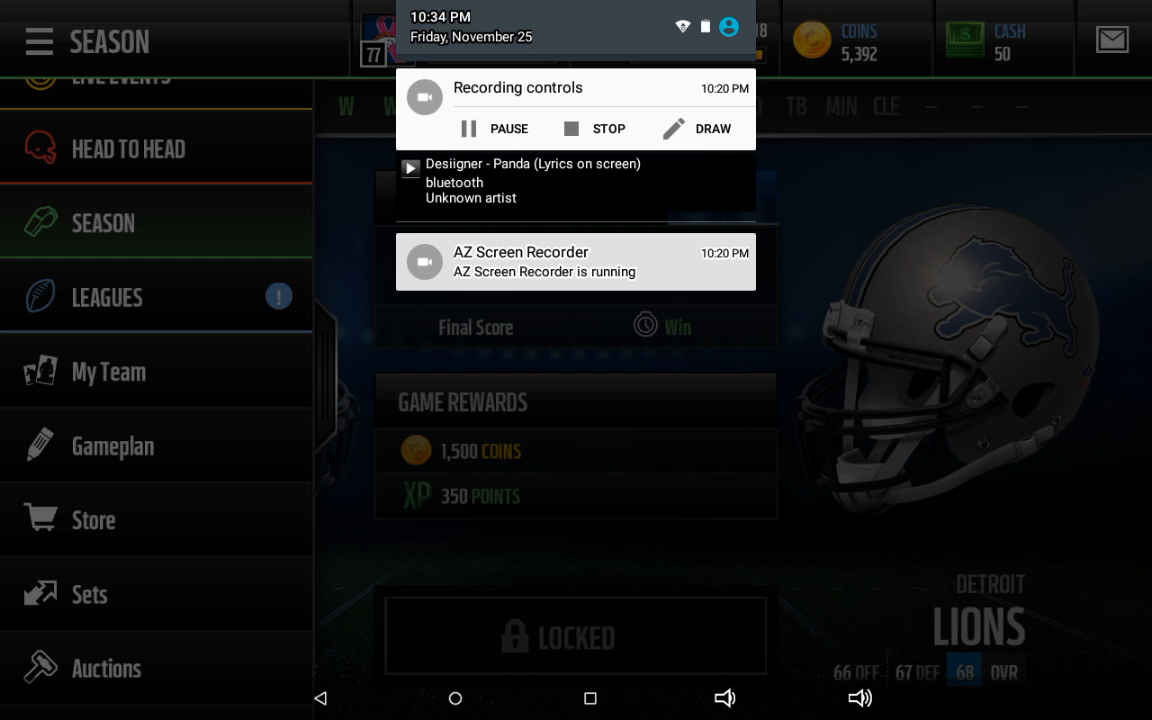 10:34 PM
Friday, November 25
SEASON
77
18
COINS
5,392
CASH
50
Recording controls
10:20 PM
PAUSE
STOP
DRAW
LIVE EVENTS
W
TB MIN CLE
HEAD TO HEAD
Desiigner - Panda (Lyrics on screen)
bluetooth
Unknown artist
SEASON
AZ Screen Recorder
10:20 PM
AZ Screen Recorder is running
LEAGUES
!
Final Score
Win
My Team
GAME REWARDS
Gameplan
1,500 COINS
XP 350 POINTS
Store
Sets
DETROIT
LIONS
LOCKED
Auctions
66 OFF 67 DEF 68 OVR